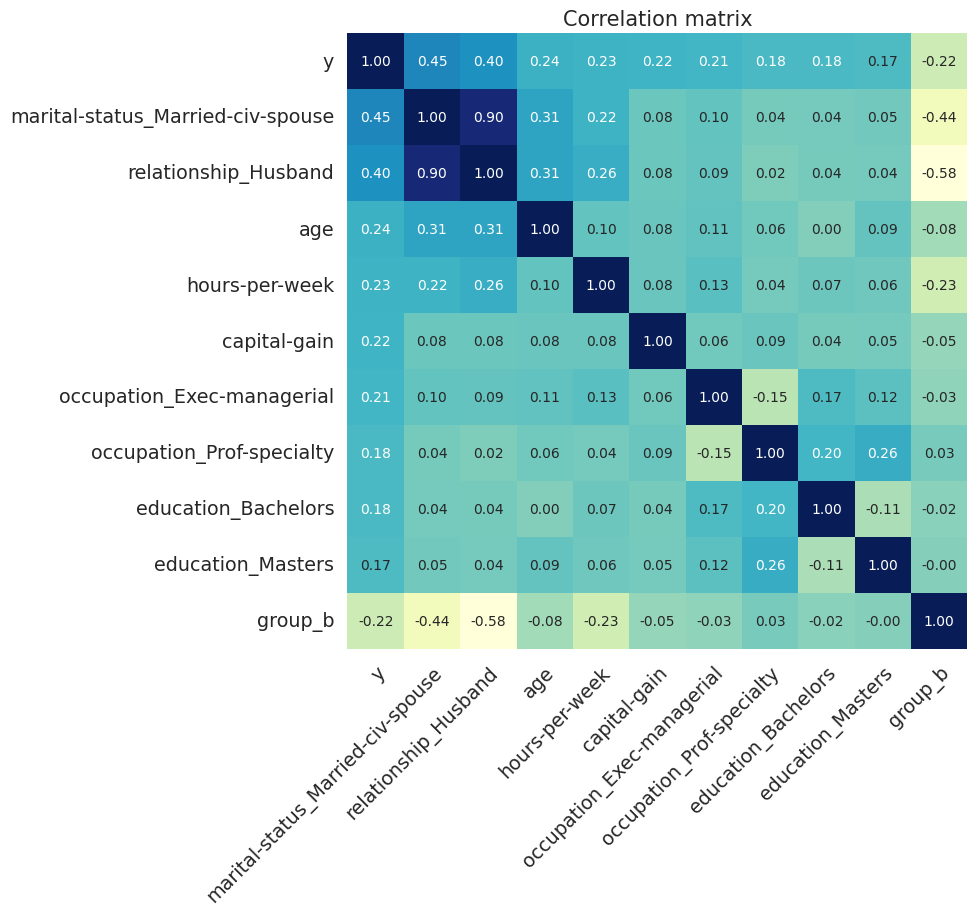 Correlation matrix
y 1.00 0.45 0.40 0.24 0.23 0.22 0.21 0.18 0.18 0.17 -0.22
marital-status_Married-civ-spouse 0.45 1.00 0.90 0.31 0.22 0.08 0.10 0.04 0.04 0.05 -0.44
relationship_Husband 0.40 0.90 1.00 0.31 0.26 0.08 0.09 0.02 0.04 0.04 -0.58
age 0.24 0.31 0.31 1.00 0.10 0.08 0.11 0.06 0.00 0.09 -0.08
hours-per-week 0.23 0.22 0.26 0.10 1.00 0.08 0.13 0.04 0.07 0.06 -0.23
capital-gain 0.22 0.08 0.08 0.08 0.08 1.00 0.06 0.09 0.04 0.05 -0.05
occupation_Exec-managerial 0.21 0.10 0.09 0.11 0.13 0.06 1.00 -0.15 0.17 0.12 -0.03
occupation_Prof-specialty 0.18 0.04 0.02 0.06 0.04 0.09 -0.15 1.00 0.20 0.26 0.03
education_Bachelors 0.18 0.04 0.04 0.00 0.07 0.04 0.17 0.20 1.00 -0.11 -0.02
education_Masters 0.17 0.05 0.04 0.09 0.06 0.05 0.12 0.26 -0.11 1.00 -0.00
group_b -0.22 -0.44 -0.58 -0.08 -0.23 -0.05 -0.03 0.03 -0.02 -0.00 1.00
y
marital-status_Married-civ-spouse
relationship_Husband
age
hours-per-week
capital-gain
occupation_Exec-managerial
occupation_Prof-specialty
education_Bachelors
education_Masters
group_b